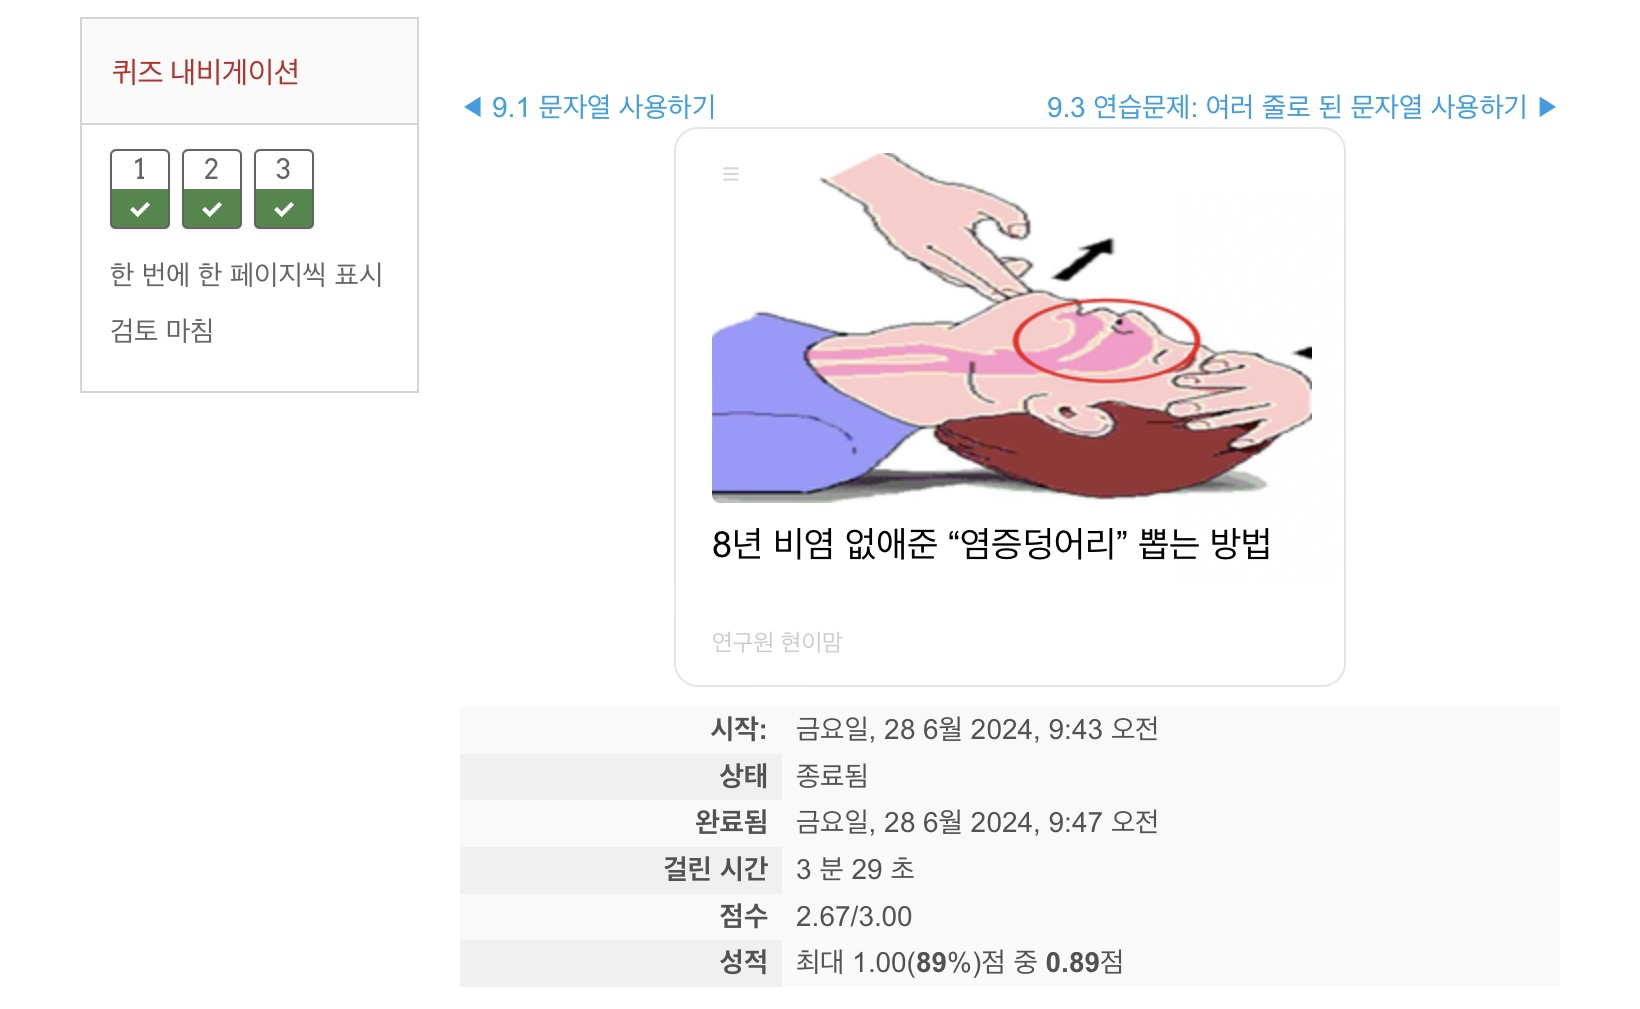 퀴즈 내비게이션
1 2 3
한 번에 한 페이지씩 표시
검토 마침
◀ 9.1 문자열 사용하기
9.3 연습문제: 여러 줄로 된 문자열 사용하기 ▶
8년 비염 없애준 “염증덩어리” 뽑는 방법
연구원 현이맘
시작: 금요일, 28 6월 2024, 9:43 오전
상태 종료됨
완료됨 금요일, 28 6월 2024, 9:47 오전
걸린 시간 3 분 29 초
점수 2.67/3.00
성적 최대 1.00(89%)점 중 0.89점